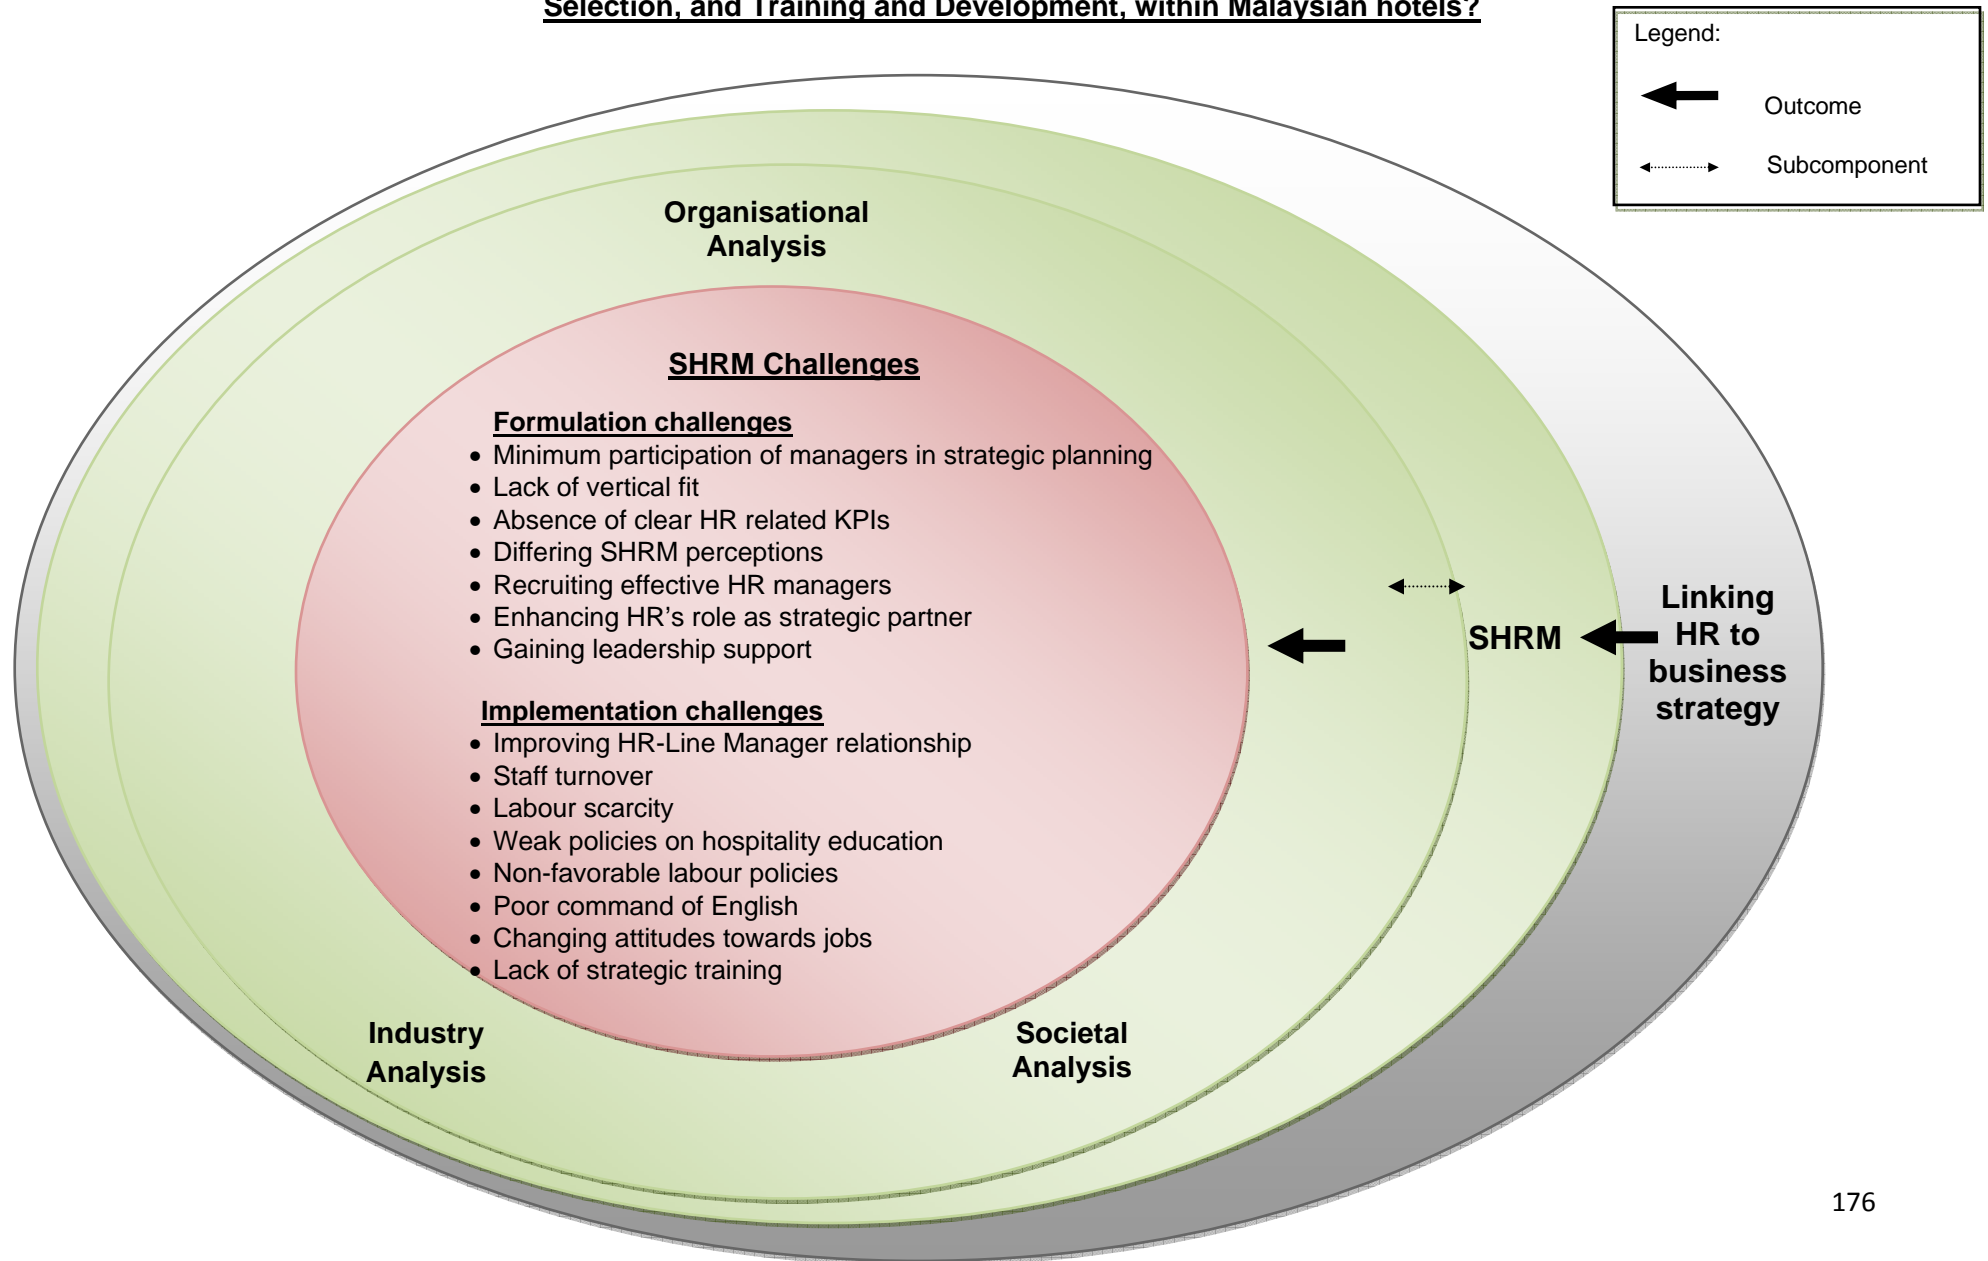 Selection, and Training and Development, within Malaysian hotels?
Legend:
Outcome
Subcomponent
Organisational
Analysis
SHRM Challenges
Formulation challenges
• Minimum participation of managers in strategic planning
• Lack of vertical fit
• Absence of clear HR related KPIs
• Differing SHRM perceptions
• Recruiting effective HR managers
• Enhancing HR’s role as strategic partner
• Gaining leadership support
Implementation challenges
• Improving HR-Line Manager relationship
• Staff turnover
• Labour scarcity
• Weak policies on hospitality education
• Non-favorable labour policies
• Poor command of English
• Changing attitudes towards jobs
• Lack of strategic training
SHRM
Linking
HR to
business
strategy
Industry
Analysis
Societal
Analysis
176